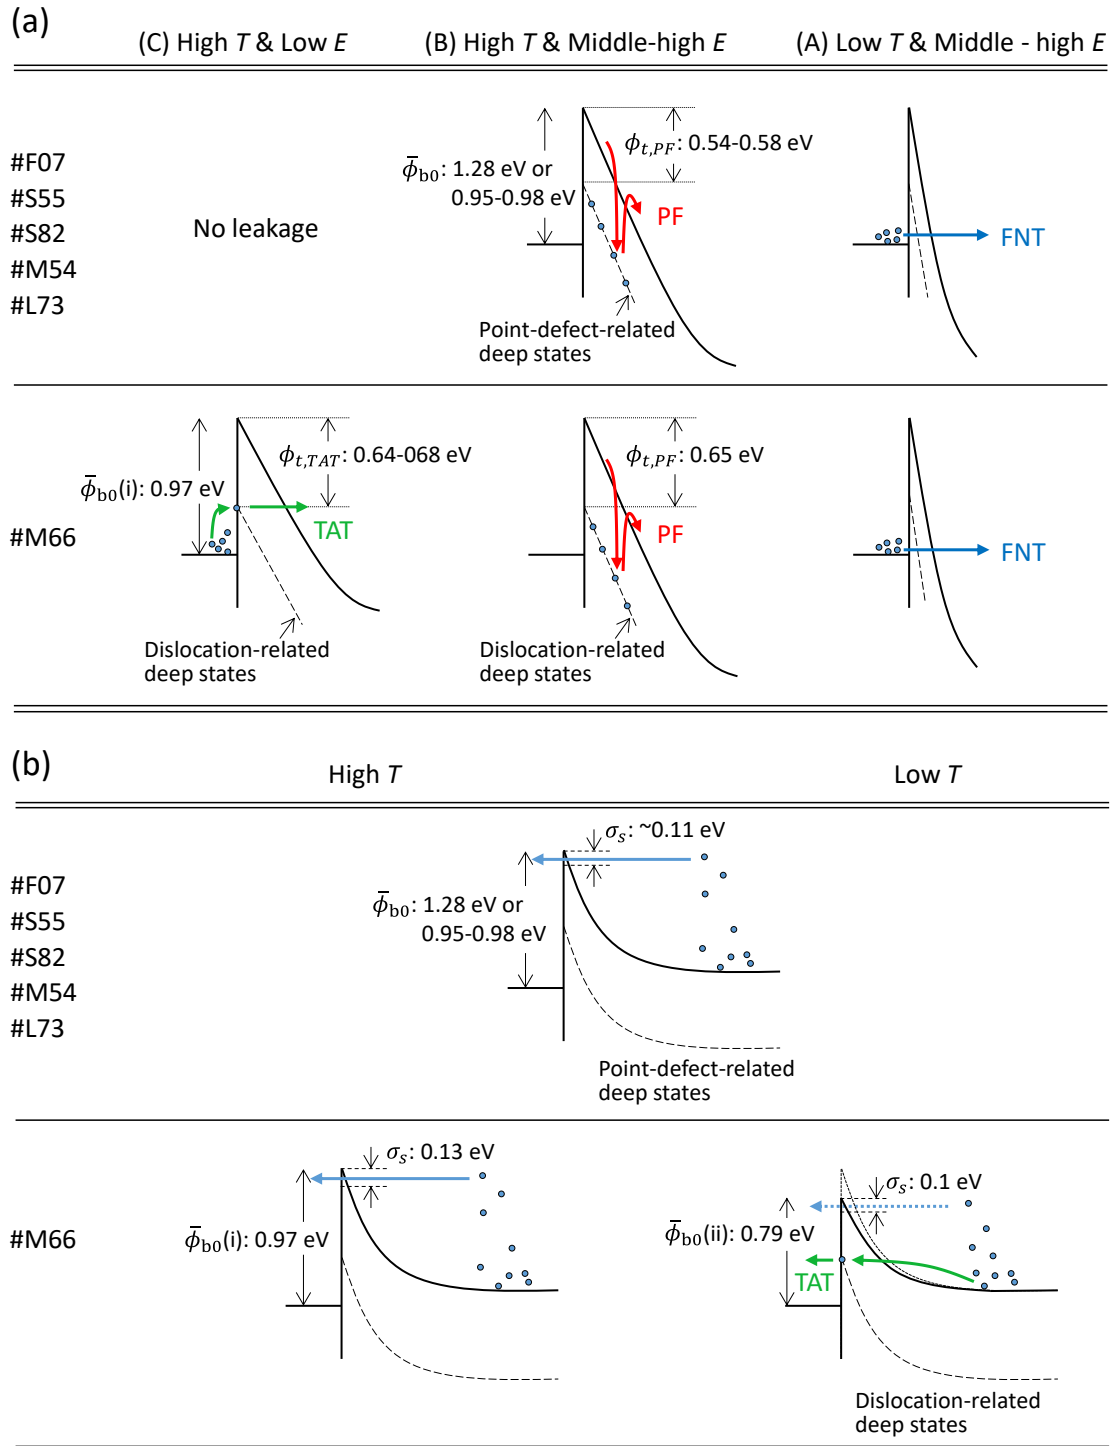 (a)
(C) High T & Low E
(B) High T & Middle-high E
(A) Low T & Middle - high E
#F07
#S55
#S82
#M54
#L73
No leakage
ϕ̄b0: 1.28 eV or
0.95-0.98 eV
ϕt,PF: 0.54-0.58 eV
PF
Point-defect-related
deep states
FNT
#M66
ϕ̄b0(i): 0.97 eV
ϕt,TAT: 0.64-068 eV
TAT
Dislocation-related
deep states
ϕt,PF: 0.65 eV
PF
Dislocation-related
deep states
FNT
(b)
High T
Low T
#F07
#S55
#S82
#M54
#L73
σs: ~0.11 eV
ϕ̄b0: 1.28 eV or
0.95-0.98 eV
Point-defect-related
deep states
#M66
σs: 0.13 eV
ϕ̄b0(i): 0.97 eV
σs: 0.1 eV
ϕ̄b0(ii): 0.79 eV
TAT
Dislocation-related
deep states